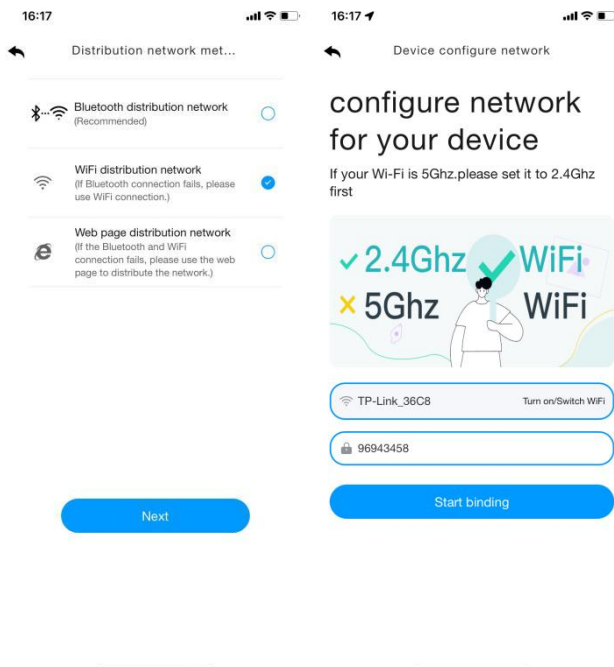 16:17
Distribution network met...
Bluetooth distribution network
(Recommended)
WiFi distribution network
(If Bluetooth connection fails, please
use WiFi connection.)
Web page distribution network
(If the Bluetooth and WiFi
connection fails, please use the web
page to distribute the network.)
Next
16:17
Device configure network
configure network
for your device
If your Wi-Fi is 5Ghz.please set it to 2.4Ghz
first
2.4Ghz WiFi
5Ghz WiFi
TP-Link_36C8 Turn on/Switch WiFi
96943458
Start binding